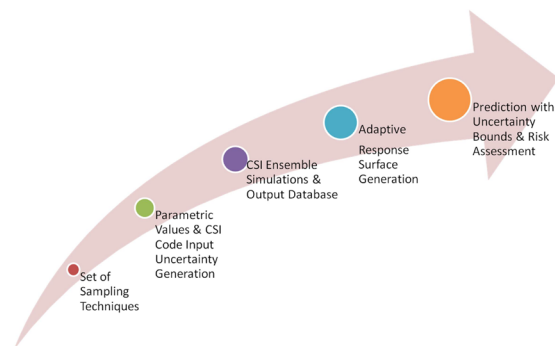 Set of
Sampling
Techniques
Parametric
Values & CSI
Code Input
Uncertainty
Generation
CSI Ensemble
Simulations &
Output Database
Adaptive
Response
Surface
Generation
Prediction with
Uncertainty
Bounds & Risk
Assessment